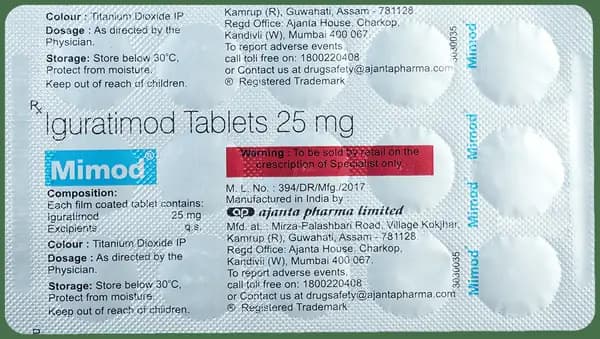 Colour : Titanium Dioxide IP
Dosage : As directed by the
Physician.
Storage: Store below 30°C,
Protect from moisture.
Keep out of reach of children.
Kamrup (R), Guwahati, Assam - 781128
Regd Office: Ajanta House, Charkop,
Kandivli (W), Mumbai 400 067.
To report adverse events,
call toll free on: 1800220408
or Contact us at drugsafety@ajantapharma.com
® Registered Trademark
3030035
Mimod
Rx
Iguratimod Tablets 25 mg
Mimod®
Warning : To be sold by retail on the
prescription of Specialist only.
Composition:
Each film coated tablet contains:
Iguratimod 25 mg
Excipients q.s.
Colour : Titanium Dioxide IP
Dosage : As directed by the
Physician.
Storage: Store below 30°C,
Protect from moisture.
Keep out of reach of children.
M. L. No. : 394/DR/Mfg./2017
Manufactured in India by :
ap ajanta pharma limited
Mfd. at. : Mirza-Palashbari Road, Village Kokjhar,
Kamrup (R), Guwahati, Assam - 781128
Regd Office: Ajanta House, Charkop,
Kandivli (W), Mumbai 400 067.
To report adverse events,
call toll free on: 1800220408
or Contact us at drugsafety@ajantapharma.com
® Registered Trademark
Mimod
3030035
Mimod